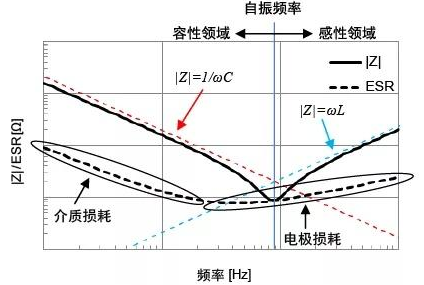 自振频率
容性领域
感性领域
|Z|
ESR
|Z|=1/ωC
|Z|=ωL
|Z|/ESR[Ω]
介质损耗
电极损耗
频率 [Hz]